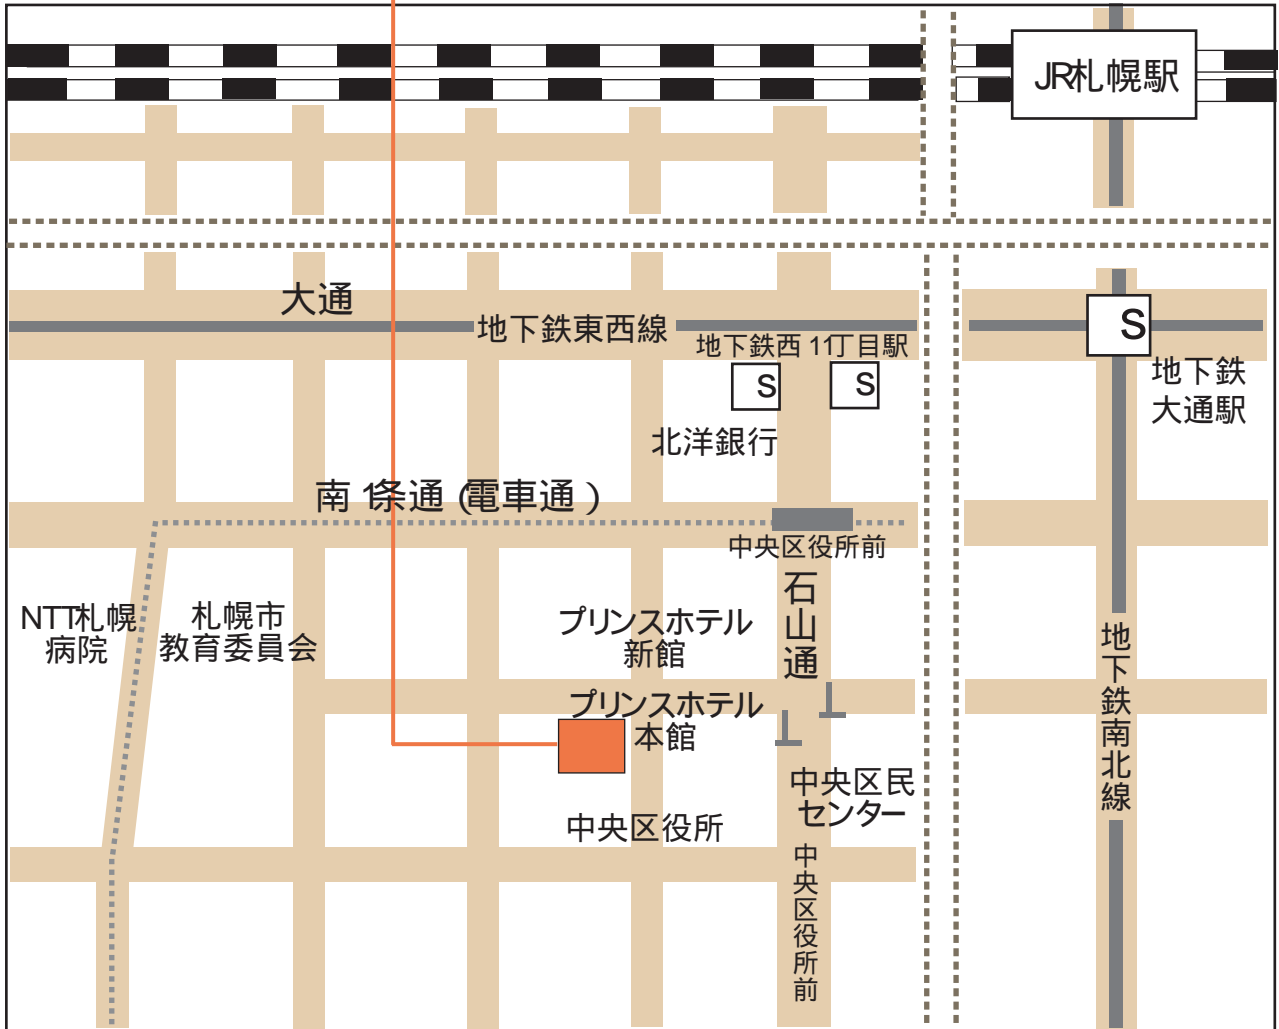 JR札幌駅
大通
地下鉄東西線
地下鉄西11丁目駅
S
S
S
地下鉄
大通駅
北洋銀行
南1条通(電車通)
中央区役所前
石山通
NTT札幌
病院
札幌市
教育委員会
プリンスホテル
新館
プリンスホテル
本館
地下鉄南北線
中央区民
センター
中央区役所
中央区役所前